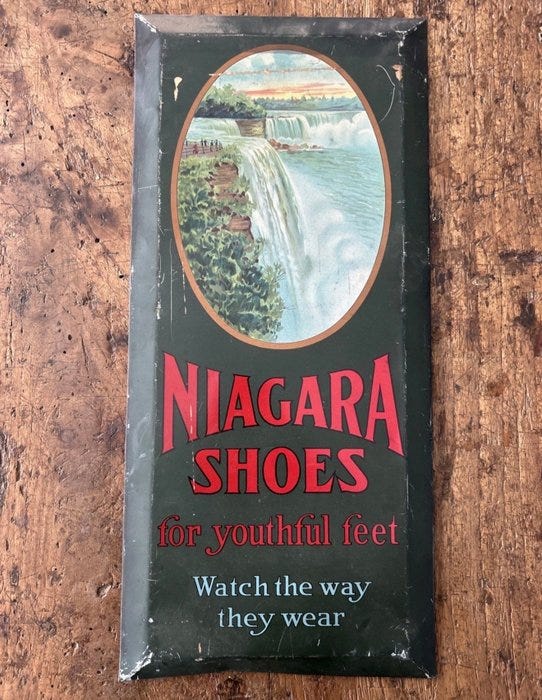 NIAGARA
SHOES
for youthful feet
Watch the way
they wear